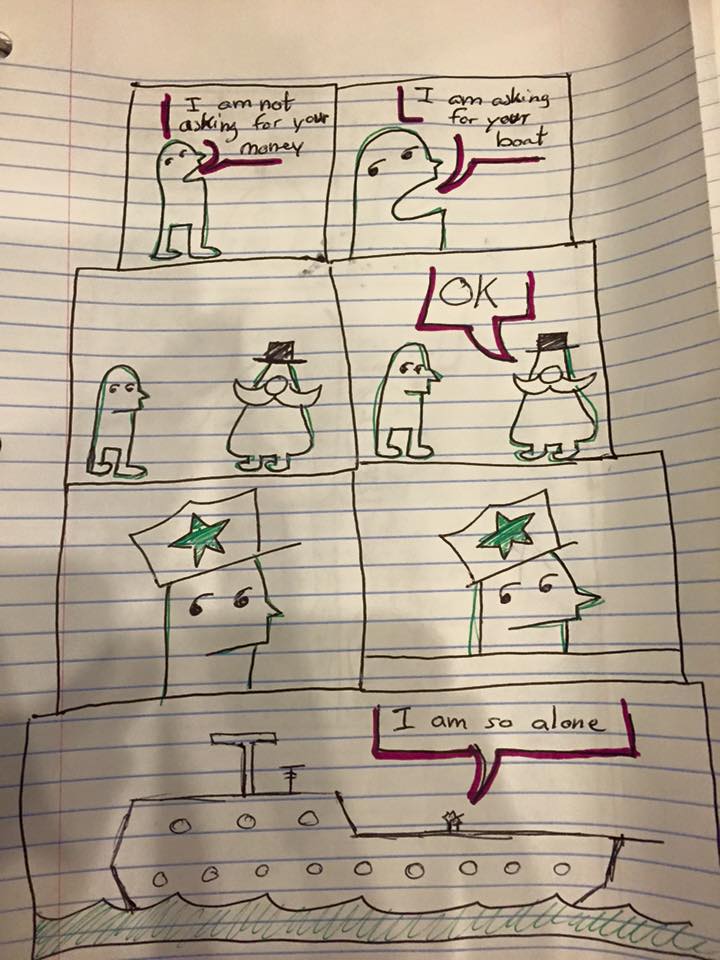 I am not
asking for your
money
I am asking
for your
boat
OK
I am so alone